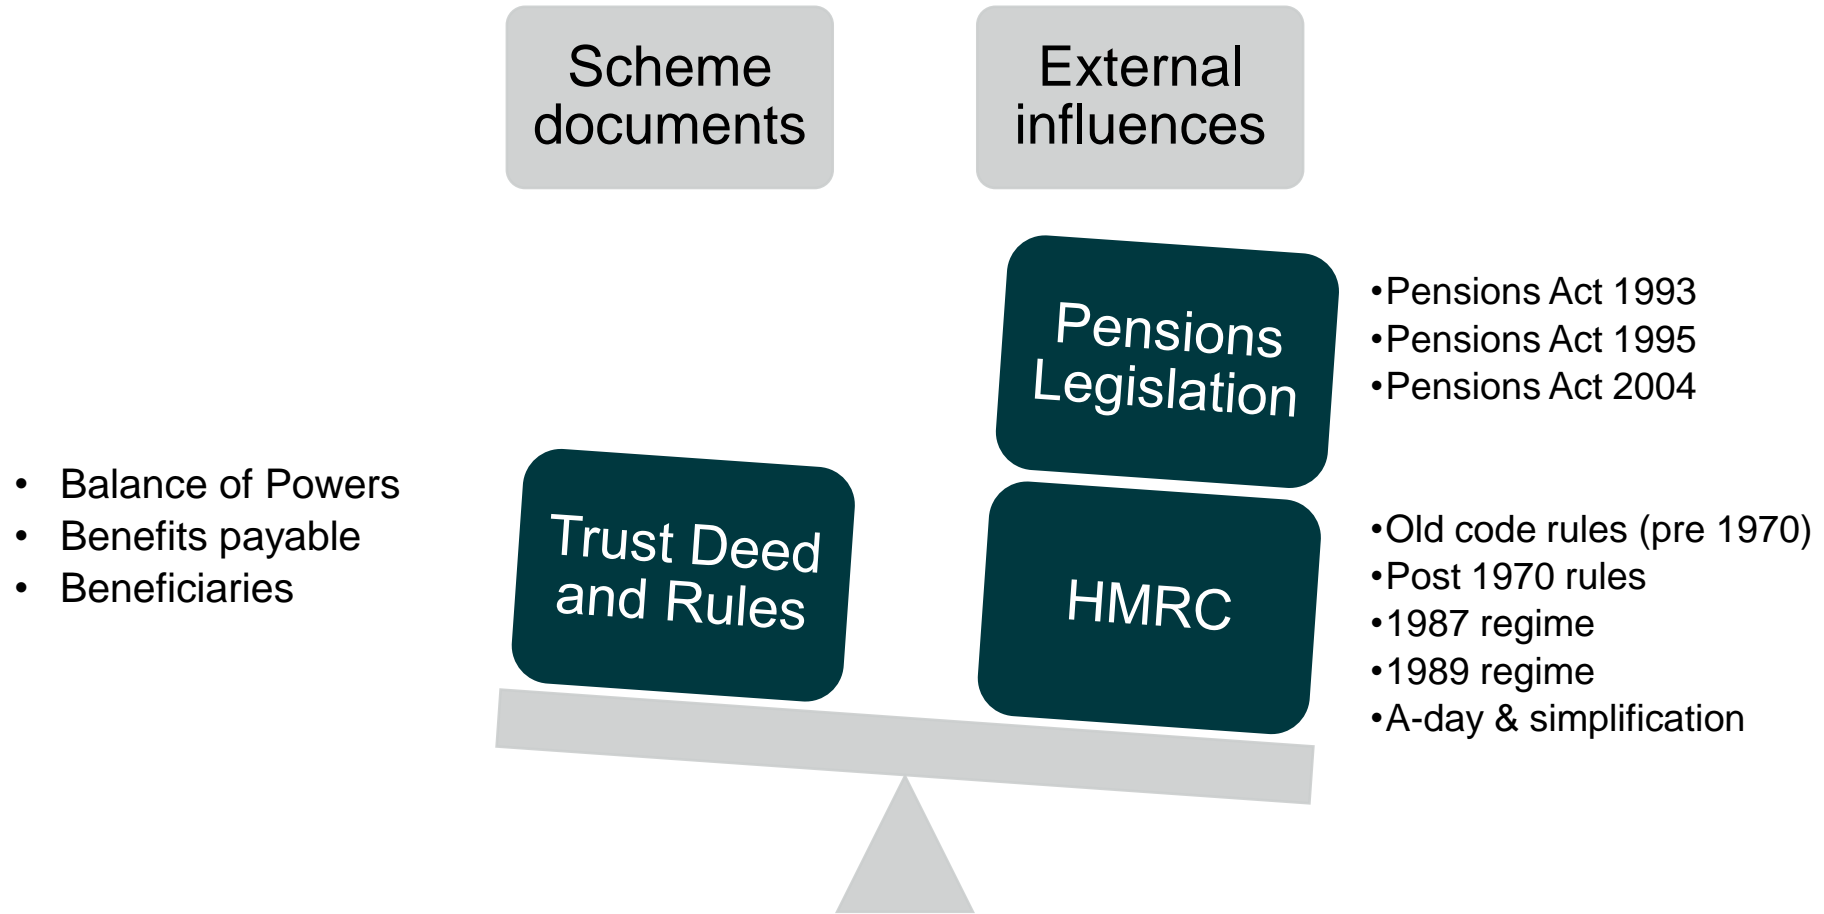 Scheme
documents
External
influences
Pensions
Legislation
•Pensions Act 1993
•Pensions Act 1995
•Pensions Act 2004
• Balance of Powers
• Benefits payable
• Beneficiaries
Trust Deed
and Rules
HMRC
•Old code rules (pre 1970)
•Post 1970 rules
•1987 regime
•1989 regime
•A-day & simplification